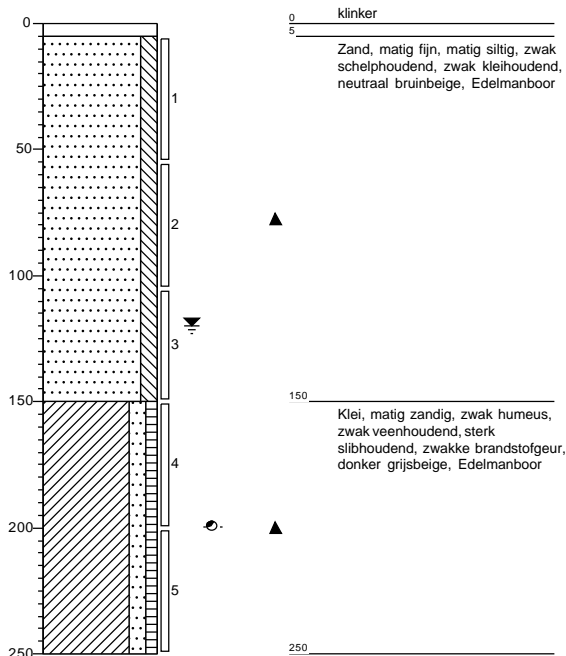 0
50
100
150
200
250
1
2
3
4
5
0
klinker
5
Zand, matig fijn, matig siltig, zwak
schelphoudend, zwak kleihoudend,
neutraal bruinbeige, Edelmanboor
150
Klei, matig zandig, zwak humeus,
zwak veenhoudend, sterk
slibhoudend, zwakke brandstofgeur,
donker grijsbeige, Edelmanboor
250